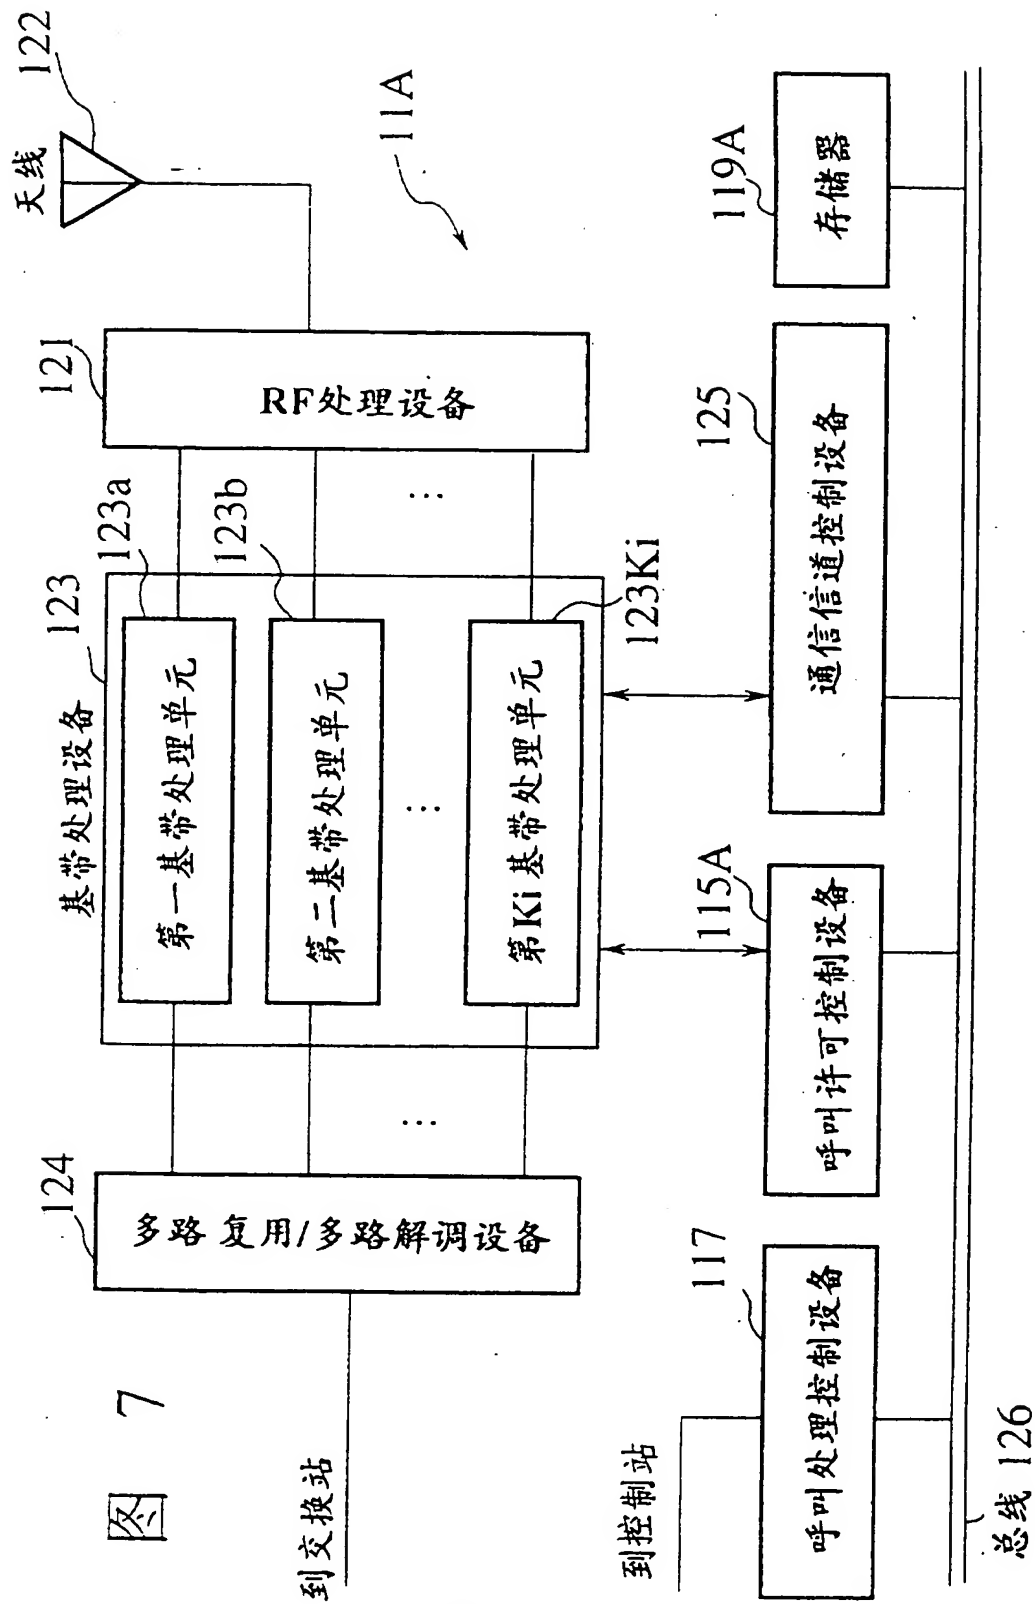 图 7
天线
122
11A
121
RF处理设备
基带处理设备
123
123a
第一基带处理单元
123b
第二基带处理单元
...
...
...
123Ki
第Ki基带处理单元
124
多路复用/多路解调设备
到交换站
到控制站
117
呼叫处理控制设备
115A
呼叫许可控制设备
125
通信信道控制设备
119A
存储器
总线 126